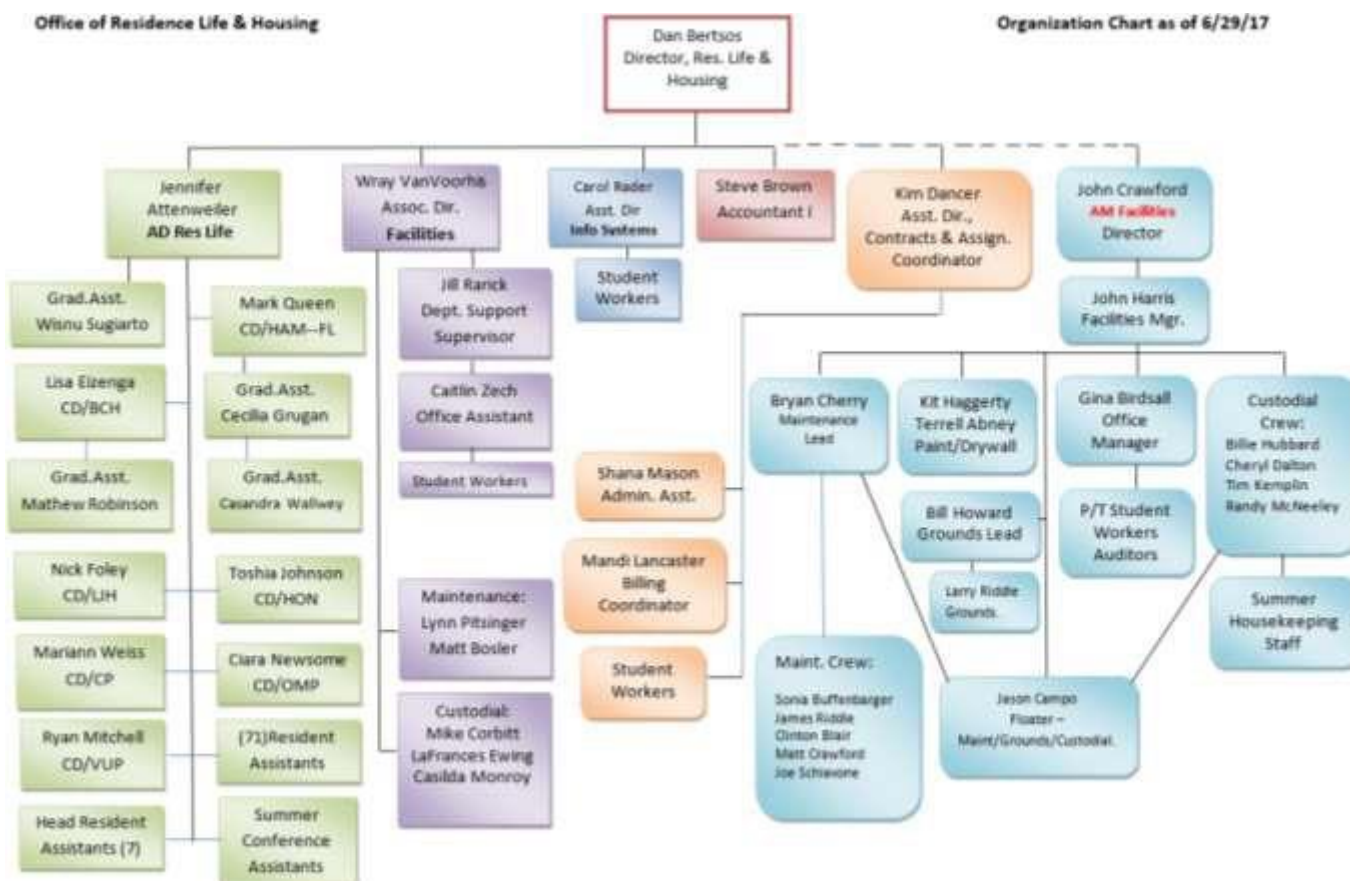 Office of Residence Life & Housing
Organization Chart as of 6/29/17
Dan Bertsos
Director, Res. Life &
Housing
Jennifer
Attenweiler
AD Res Life
Wray VanVoorhis
Assoc. Dir.
Facilities
Carol Rader
Asst. Dir
Info Systems
Steve Brown
Accountant I
Kim Dancer
Asst. Dir.,
Contracts & Assign.
Coordinator
John Crawford
AM Facilities
Director
Grad.Asst.
Wisnu Sugiarto
Mark Queen
CD/HAM--FL
Lisa Eizenga
CD/BCH
Grad.Asst.
Cecilia Grugan
Grad.Asst.
Mathew Robinson
Grad.Asst.
Casandra Wallwey
Nick Foley
CD/LIH
Toshia Johnson
CD/HON
Mariann Weiss
CD/CP
Ciara Newsome
CD/OMP
Ryan Mitchell
CD/VUP
(71)Resident
Assistants
Head Resident
Assistants (7)
Summer
Conference
Assistants
Jill Rarick
Dept. Support
Supervisor
Caitlin Zech
Office Assistant
Student Workers
Maintenance:
Lynn Pitsinger
Matt Bosler
Custodial:
Mike Corbitt
LaFrances Ewing
Casilda Monroy
Student
Workers
Shana Mason
Admin. Asst.
Mandi Lancaster
Billing
Coordinator
Student
Workers
John Harris
Facilities Mgr.
Bryan Cherry
Maintenance
Lead
Kit Haggerty
Terrell Abney
Paint/Drywall
Gina Birdsall
Office
Manager
Custodial
Crew:
Billie Hubbard
Cheryl Dalton
Tim Kemplin
Randy McNeeley
Bill Howard
Grounds Lead
Larry Riddle
Grounds.
P/T Student
Workers
Auditors
Summer
Housekeeping
Staff
Maint. Crew:
Sonia Buffenbarger
James Riddle
Clinton Blair
Matt Crawford
Joe Schiavone
Jason Campo
Floater –
Maint/Grounds/Custodial.